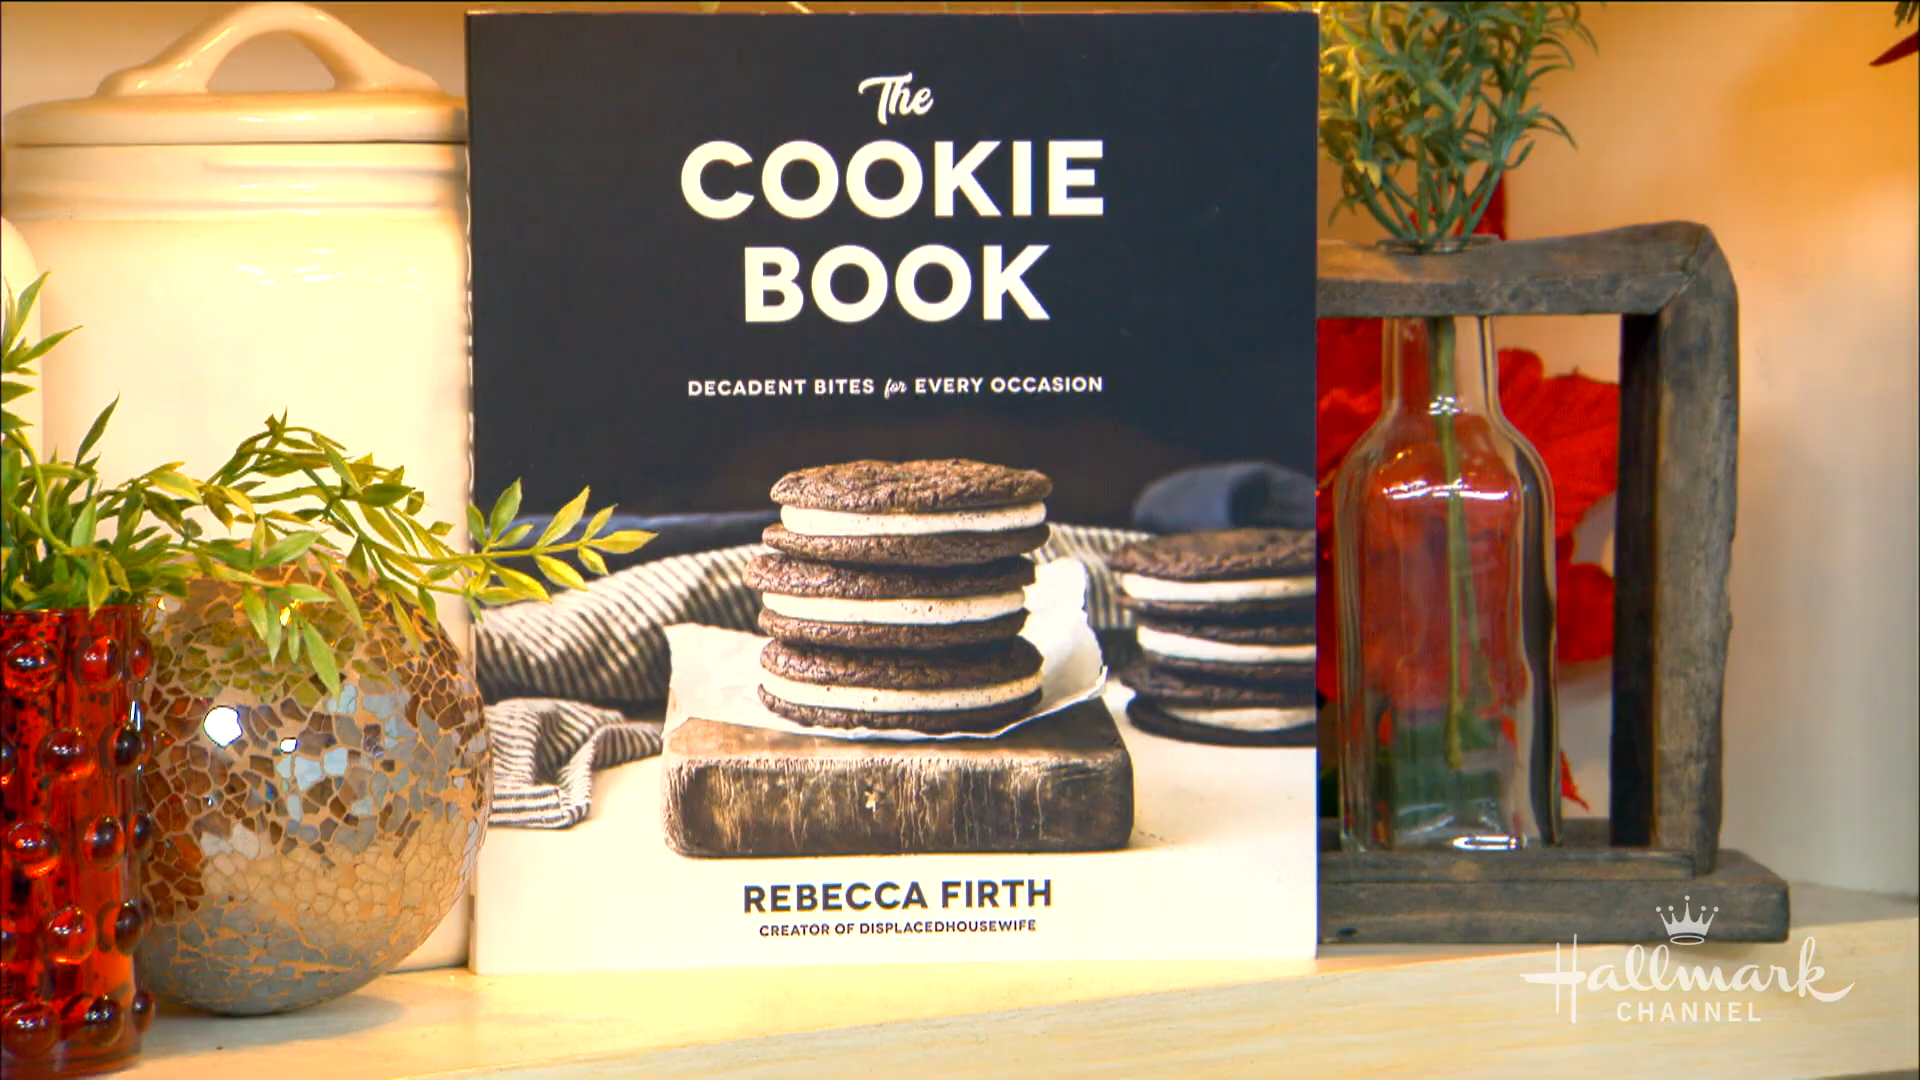 The
COOKIE
BOOK
DECADENT BITES for EVERY OCCASION
REBECCA FIRTH
CREATOR OF DISPLACEDHOUSEWIFE
Hallmark
CHANNEL